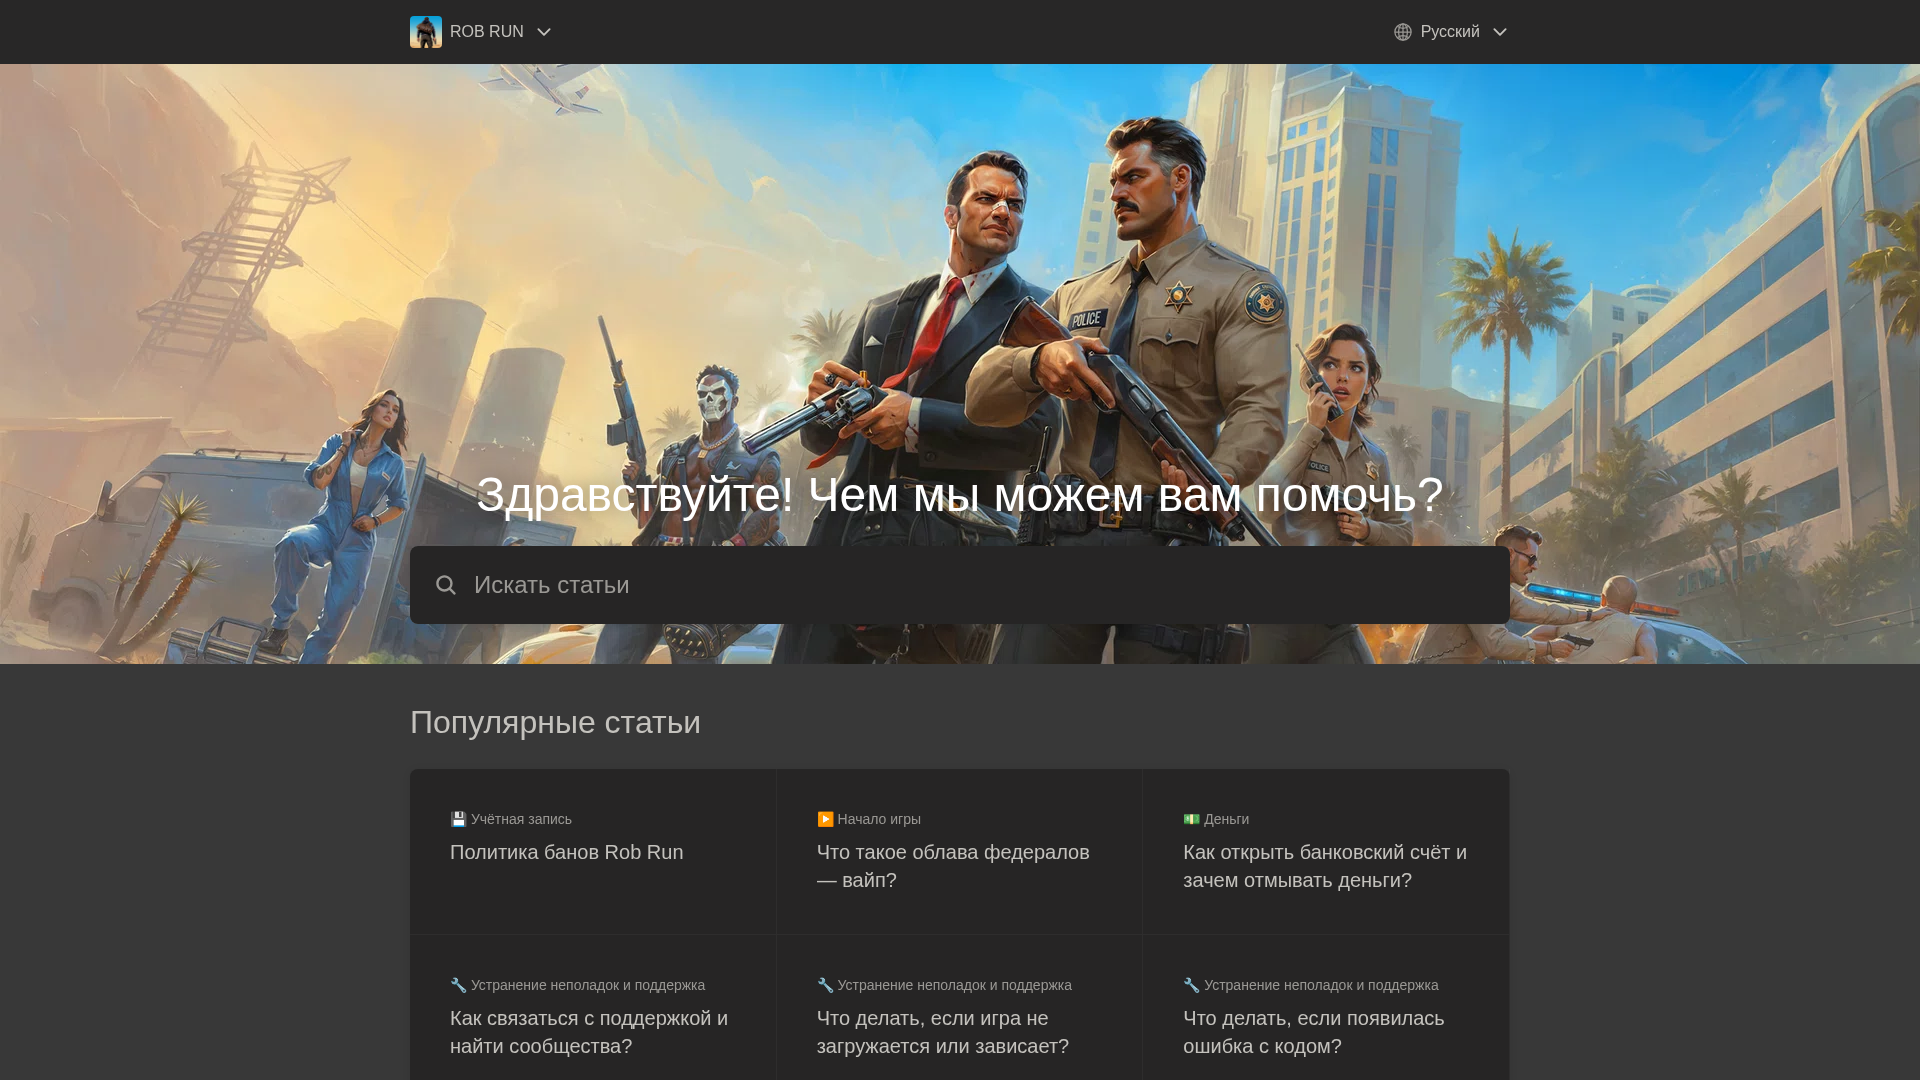 ROB RUN
Русский
POLICE
POLICE
Здравствуйте! Чем мы можем вам помочь?
Искать статьи
Популярные статьи
Учётная запись
Политика банов Rob Run
Начало игры
Что такое облава федералов
— вайп?
Деньги
Как открыть банковский счёт и
зачем отмывать деньги?
Устранение неполадок и поддержка
Как связаться с поддержкой и
найти сообщества?
Устранение неполадок и поддержка
Что делать, если игра не
загружается или зависает?
Устранение неполадок и поддержка
Что делать, если появилась
ошибка с кодом?